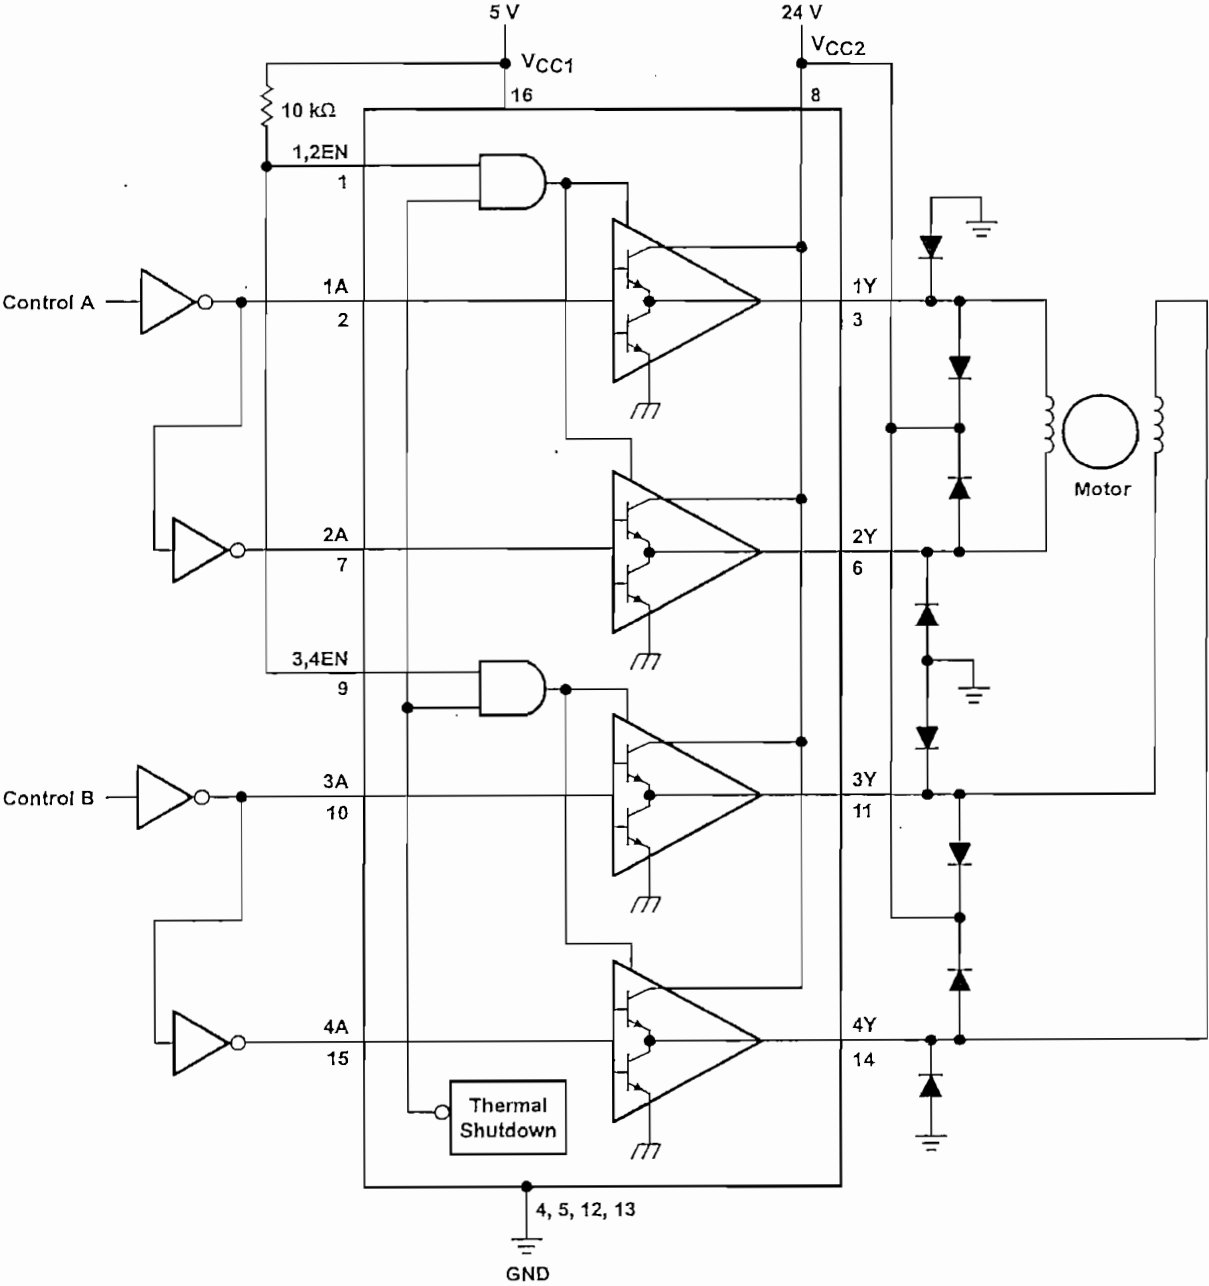 5 V
24 V
VCC1
VCC2
16
8
10 kΩ
1,2EN
1
Control A
1A
2
1Y
3
Motor
2A
7
2Y
6
3,4EN
9
Control B
3A
10
3Y
11
4A
15
4Y
14
Thermal
Shutdown
4, 5, 12, 13
GND